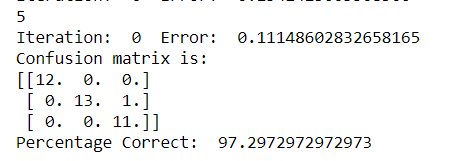 5
Iteration:  0  Error:  0.11148602832658165
Confusion matrix is:
[[12.  0.  0.]
 [ 0. 13.  1.]
 [ 0.  0. 11.]]
Percentage Correct:  97.2972972972973